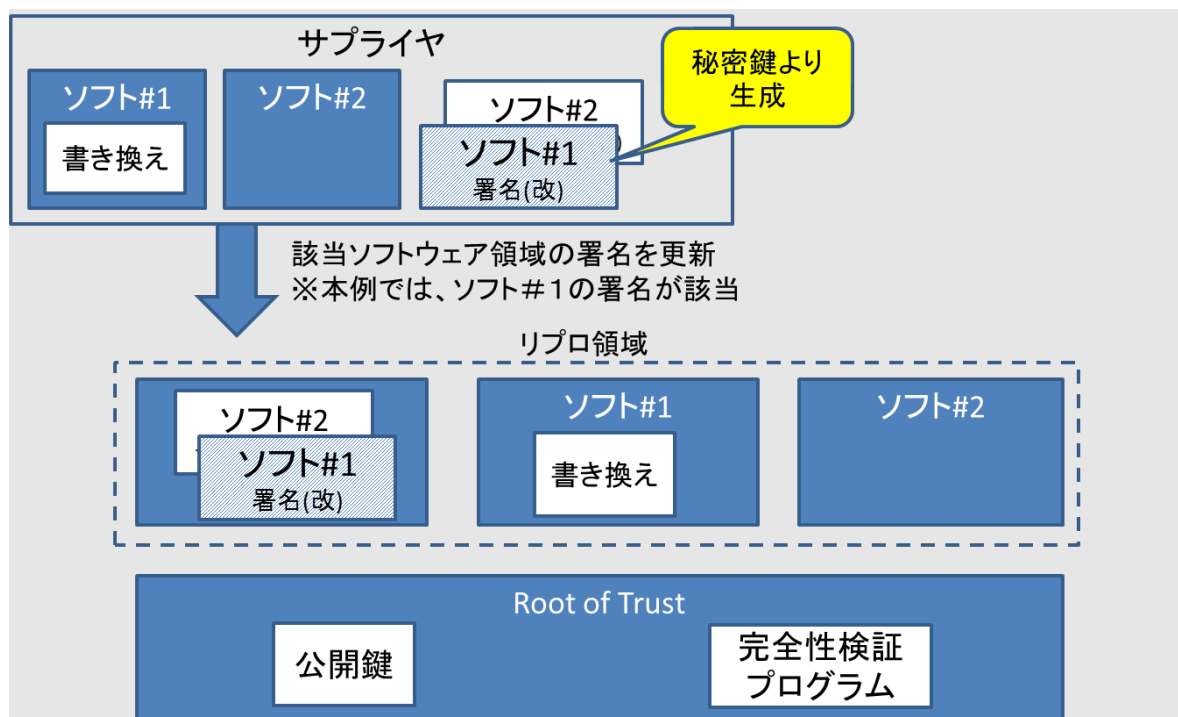 サプライヤ
ソフト#1
書き換え
ソフト#2
ソフト#2
)
ソフト#1
署名(改)
秘密鍵より
生成
該当ソフトウェア領域の署名を更新
※本例では、ソフト＃１の署名が該当
リプロ領域
ソフト#2
ソフト#1
署名(改)
ソフト#1
書き換え
ソフト#2
Root of Trust
公開鍵
完全性検証
プログラム